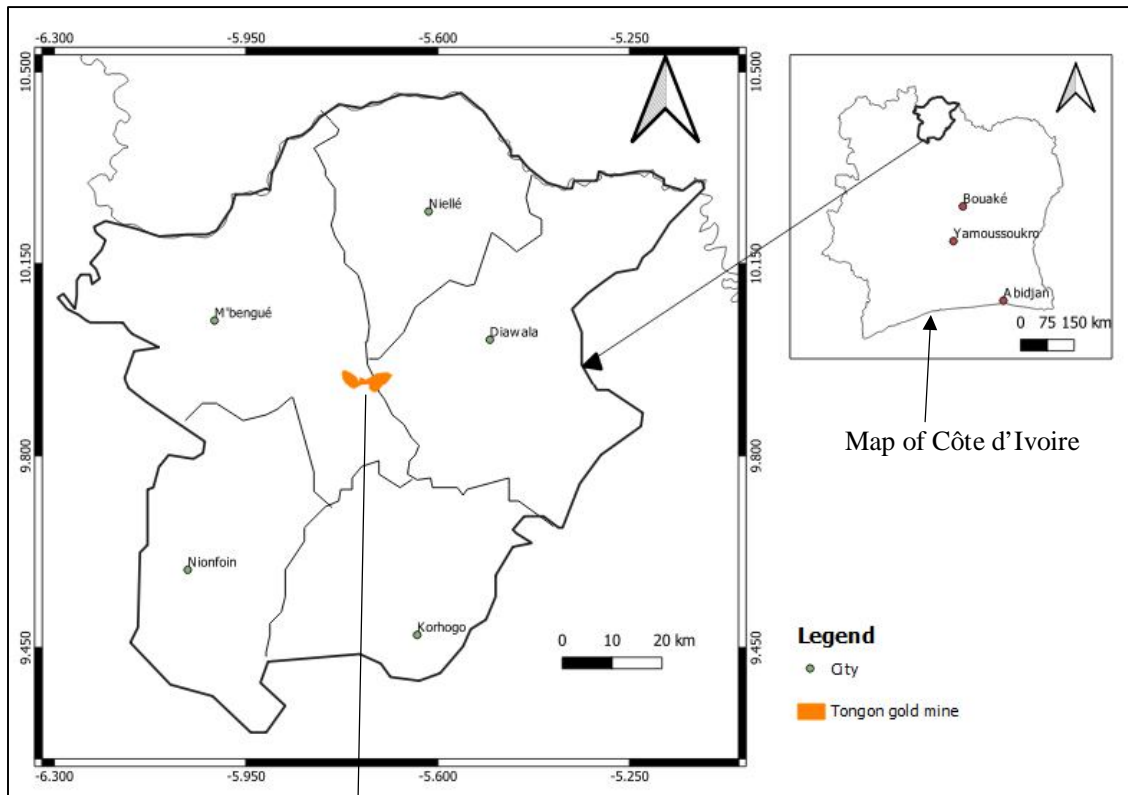 -6.300 -5.950 -5.600 -5.250
10.500 10.500
Niellé
10.150 10.150
M'bengué
Diawala
9.800 9.800
Nionfoin
Korhogo
9.450 9.450
0 10 20 km
-6.300 -5.950 -5.600 -5.250
Bouaké
Yamoussoukro
Abidjan
0 75 150 km
Map of Côte d'Ivoire
Legend
City
Tongon gold mine